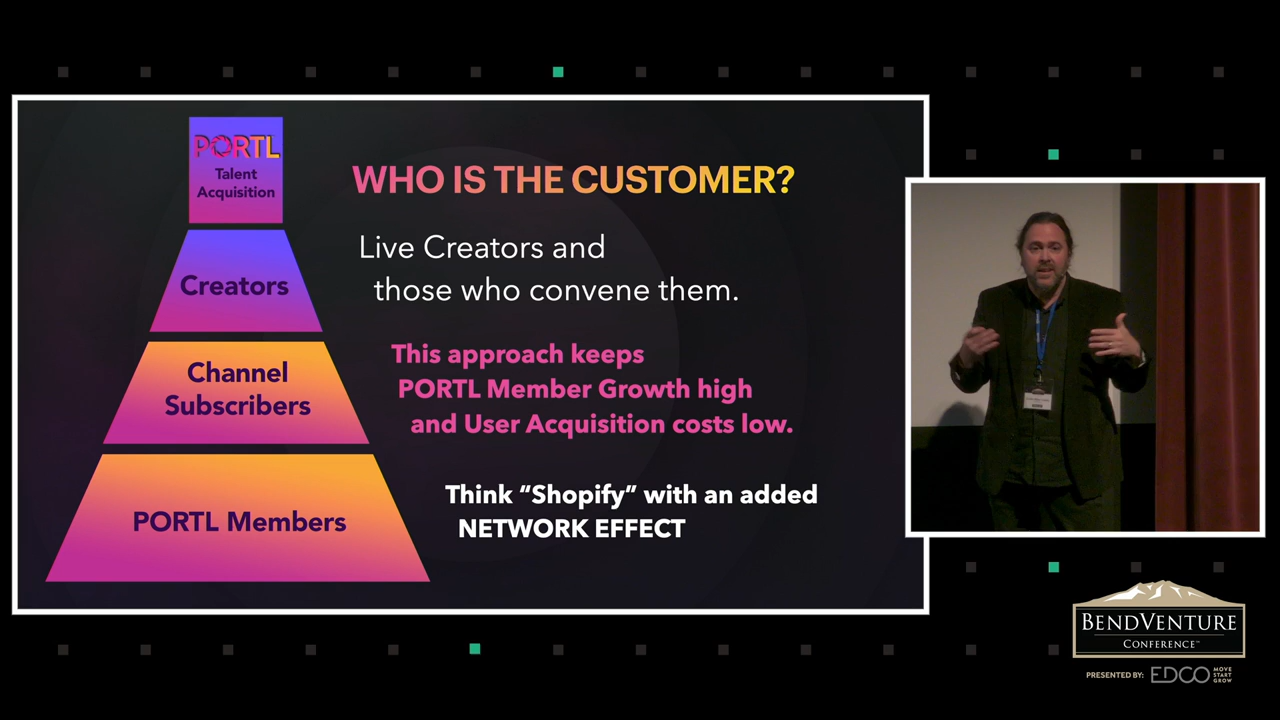 PORTL
Talent
Acquisition
Creators
Channel
Subscribers
PORTL Members
WHO IS THE CUSTOMER?
Live Creators and
those who convene them.
This approach keeps
PORTL Member Growth high
and User Acquisition costs low.
Think “Shopify” with an added
NETWORK EFFECT
BENDVENTURE
CONFERENCE™
PRESENTED BY: EDCO MOVE
START
GROW